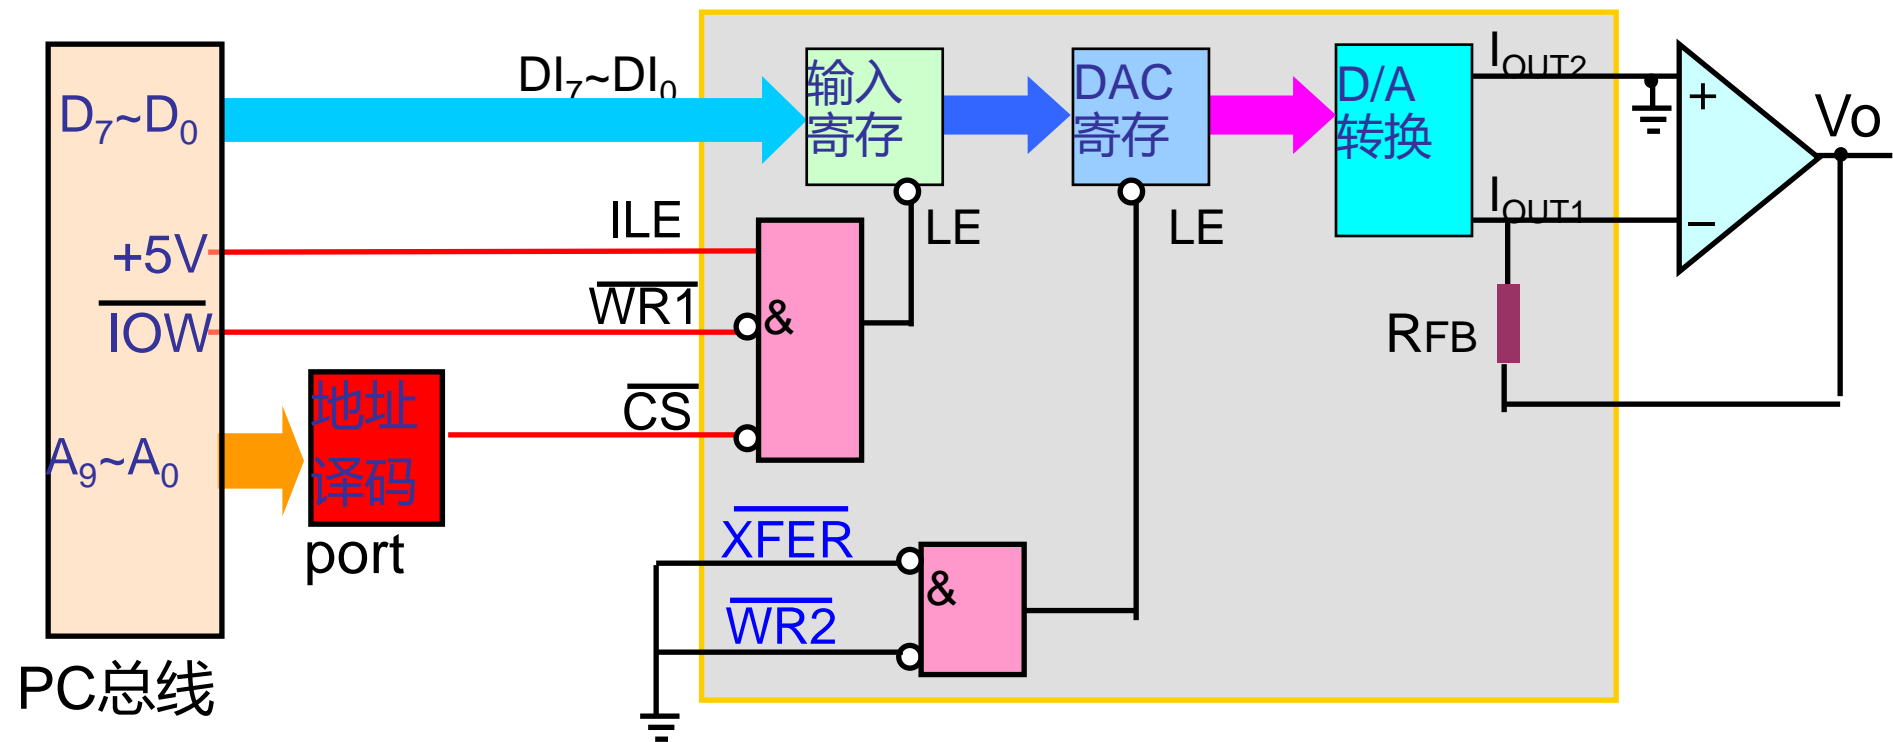 D7~D0
+5V
IOW
A9~A0
PC总线
地址
译码
port
DI7~DI0
ILE
WR1
CS
XFER
WR2
&
&
输入
寄存
LE
DAC
寄存
LE
D/A
转换
IOUT2
IOUT1
RFB
+
−
Vo